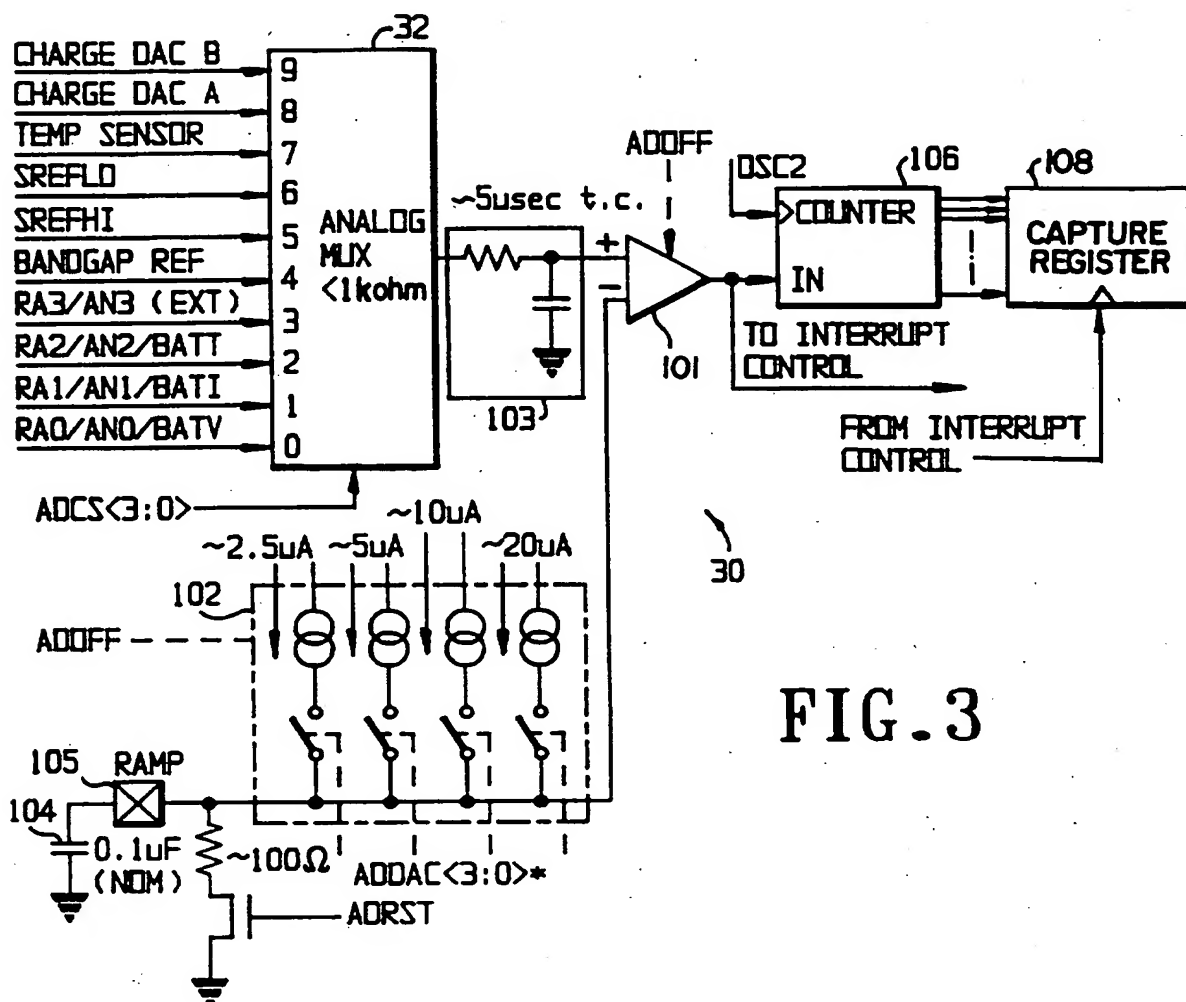 32
CHARGE DAC B
9
CHARGE DAC A
8
TEMP SENSOR
7
SREFLO
6
SREFHI
5
BANDGAP REF
4
RA3/AN3 (EXT)
3
RA2/AN2/BATT
2
RA1/AN1/BATI
1
RA0/AN0/BATV
0
ANALOG
MUX
<1kohm
ADCS<3:0>
~5usec t.c.
103
ADOFF
+
-
101
OSC2
106
COUNTER
IN
108
CAPTURE
REGISTER
TO INTERRUPT
CONTROL
FROM INTERRUPT
CONTROL
30
~2.5uA
~5uA
~10uA
~20uA
102
ADOFF
RAMP
105
104
0.1uF
(NOM)
~100Ω
ADDAC<3:0>*
ADRST
FIG.3